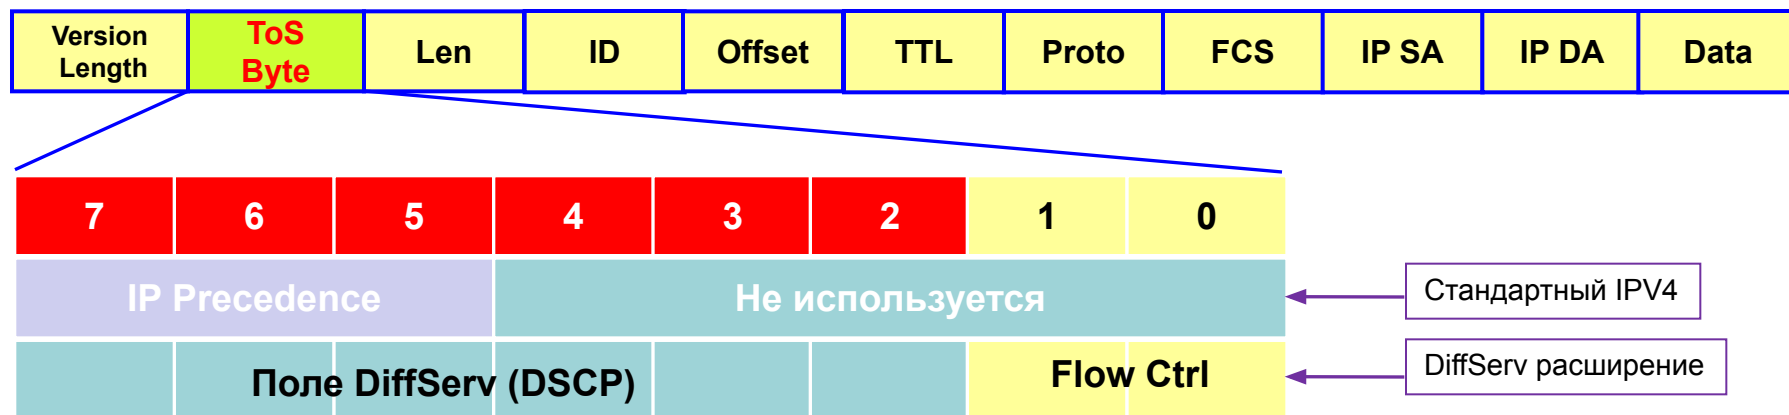 Version
Length
ToS
Byte
Len
ID
Offset
TTL
Proto
FCS
IP SA
IP DA
Data
7 6 5 4 3 2 1 0
IP Precedence
Не используется
Стандартный IPV4
Поле DiffServ (DSCP)
Flow Ctrl
DiffServ расширение